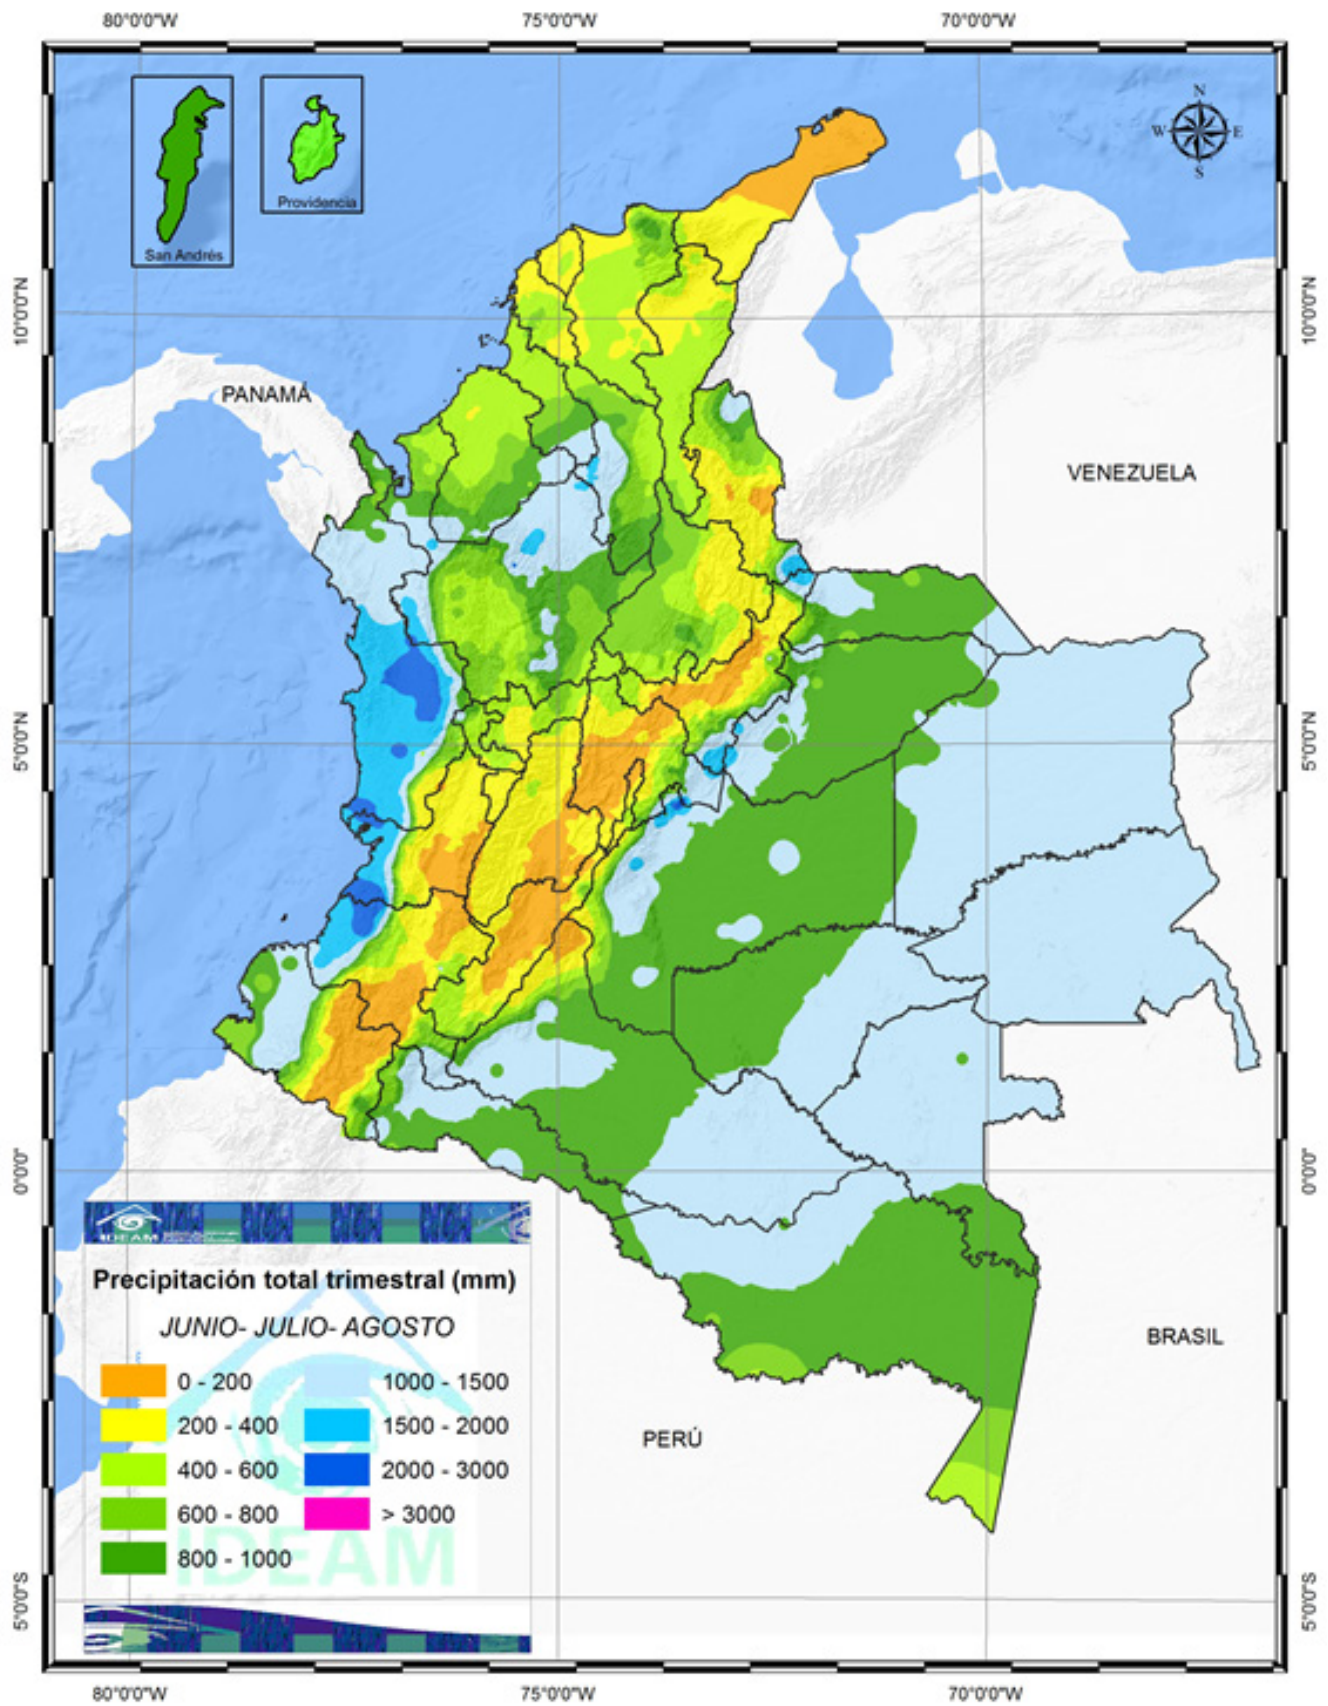 80°0'0"W 75°0'0"W 70°0'0"W
N
W E
S
Providencia
San Andrés
10°0'0"N 10°0'0"N
PANAMÁ
VENEZUELA
5°0'0"N 5°0'0"N
0°0'0" 0°0'0"
IDEAM
Precipitación total trimestral (mm)
JUNIO- JULIO- AGOSTO
0 - 200 1000 - 1500
200 - 400 1500 - 2000
400 - 600 2000 - 3000
600 - 800 > 3000
800 - 1000
IDEAM
BRASIL
PERÚ
5°0'0"S 5°0'0"S
80°0'0"W 75°0'0"W 70°0'0"W